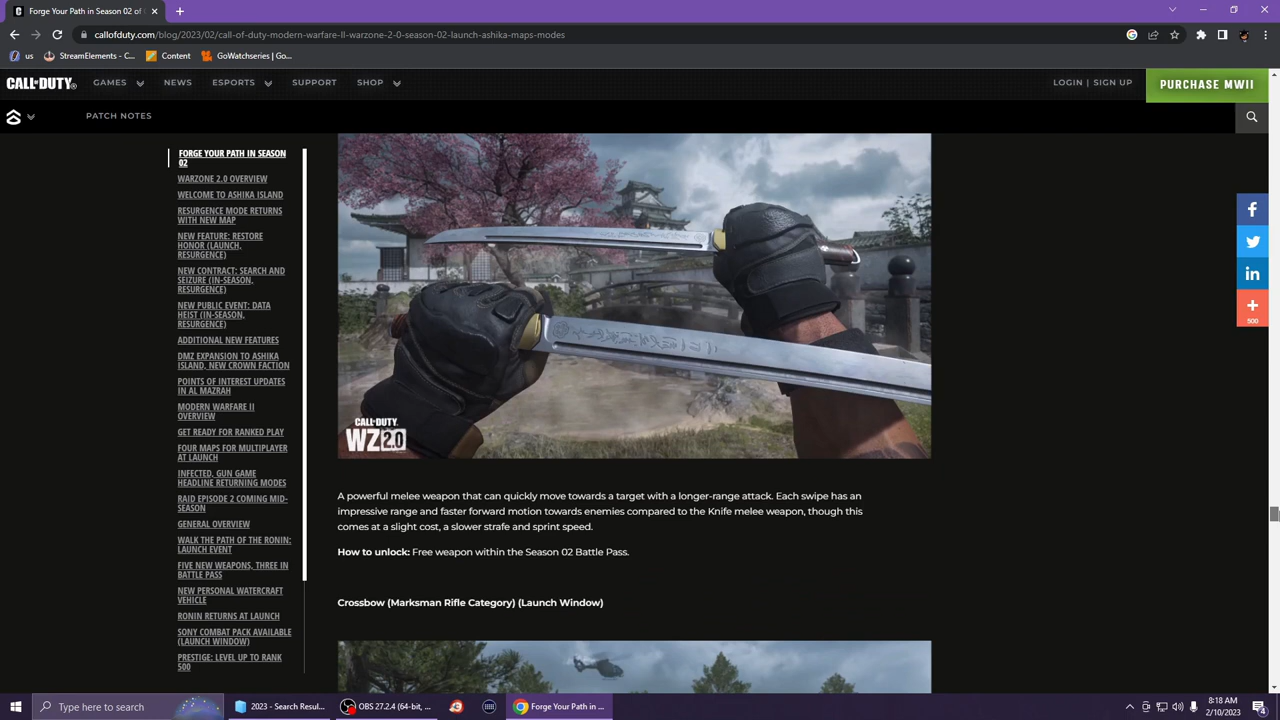 Forge Your Path in Season 02
callofduty.com/blog/2023/02/call-of-duty-modern-warfare-II-warzone-2-0-season-02-launch-ashika-maps-modes
us
StreamElements - C...
Content
GoWatchseries | Go...
CALL OF DUTY
GAMES
NEWS
ESPORTS
SUPPORT
SHOP
LOGIN | SIGN UP
PURCHASE MWII
PATCH NOTES
FORGE YOUR PATH IN SEASON
02
WARZONE 2.0 OVERVIEW
WELCOME TO ASHIKA ISLAND
RESURGENCE MODE RETURNS
WITH NEW MAP
NEW FEATURE: RESTORE
HONOR (LAUNCH,
RESURGENCE)
NEW CONTRACT: SEARCH AND
SEIZURE (IN-SEASON,
RESURGENCE)
NEW PUBLIC EVENT: DATA
HEIST (IN-SEASON,
RESURGENCE)
ADDITIONAL NEW FEATURES
DMZ EXPANSION TO ASHIKA
ISLAND, NEW CROWN FACTION
POINTS OF INTEREST UPDATES
IN AL MAZRAH
MODERN WARFARE II
OVERVIEW
GET READY FOR RANKED PLAY
FOUR MAPS FOR MULTIPLAYER
AT LAUNCH
INFECTED, GUN GAME
HEADLINE RETURNING MODES
RAID EPISODE 2 COMING MID-
SEASON
GENERAL OVERVIEW
WALK THE PATH OF THE RONIN:
LAUNCH EVENT
FIVE NEW WEAPONS, THREE IN
BATTLE PASS
NEW PERSONAL WATERCRAFT
VEHICLE
RONIN RETURNS AT LAUNCH
SONY COMBAT PACK AVAILABLE
(LAUNCH WINDOW)
PRESTIGE: LEVEL UP TO RANK
500
CALL OF DUTY
WZ 2.0
A powerful melee weapon that can quickly move towards a target with a longer-range attack. Each swipe has an
impressive range and faster forward motion towards enemies compared to the Knife melee weapon, though this
comes at a slight cost, a slower strafe and sprint speed.
How to unlock: Free weapon within the Season 02 Battle Pass.
Crossbow (Marksman Rifle Category) (Launch Window)
500
Type here to search
2023 - Search Resul...
OBS 27.2.4 (64-bit, ...
Forge Your Path in ...
8:18 AM
2/10/2023